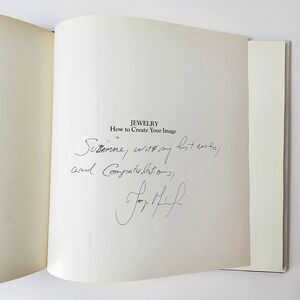 JEWELRY
How to Create Your Image
Suzanne, with my best wishes,
and Congratulations,